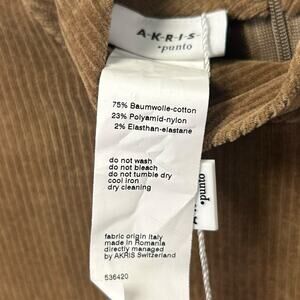 A-K-R-I-S-
•punto
75% Baumwolle-cotton
23% Polyamid-nylon
2% Elasthan-elastane
do not wash
do not bleach
do not tumble dry
cool iron
dry cleaning
fabric origin Italy
made in Romania
directly managed
by AKRIS Switzerland
536420
•punto